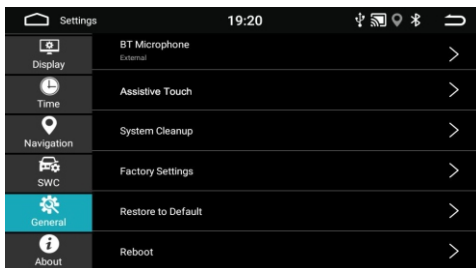 Settings
19:20
Display
Time
Navigation
SWC
General
About
BT Microphone
External
Assistive Touch
System Cleanup
Factory Settings
Restore to Default
Reboot